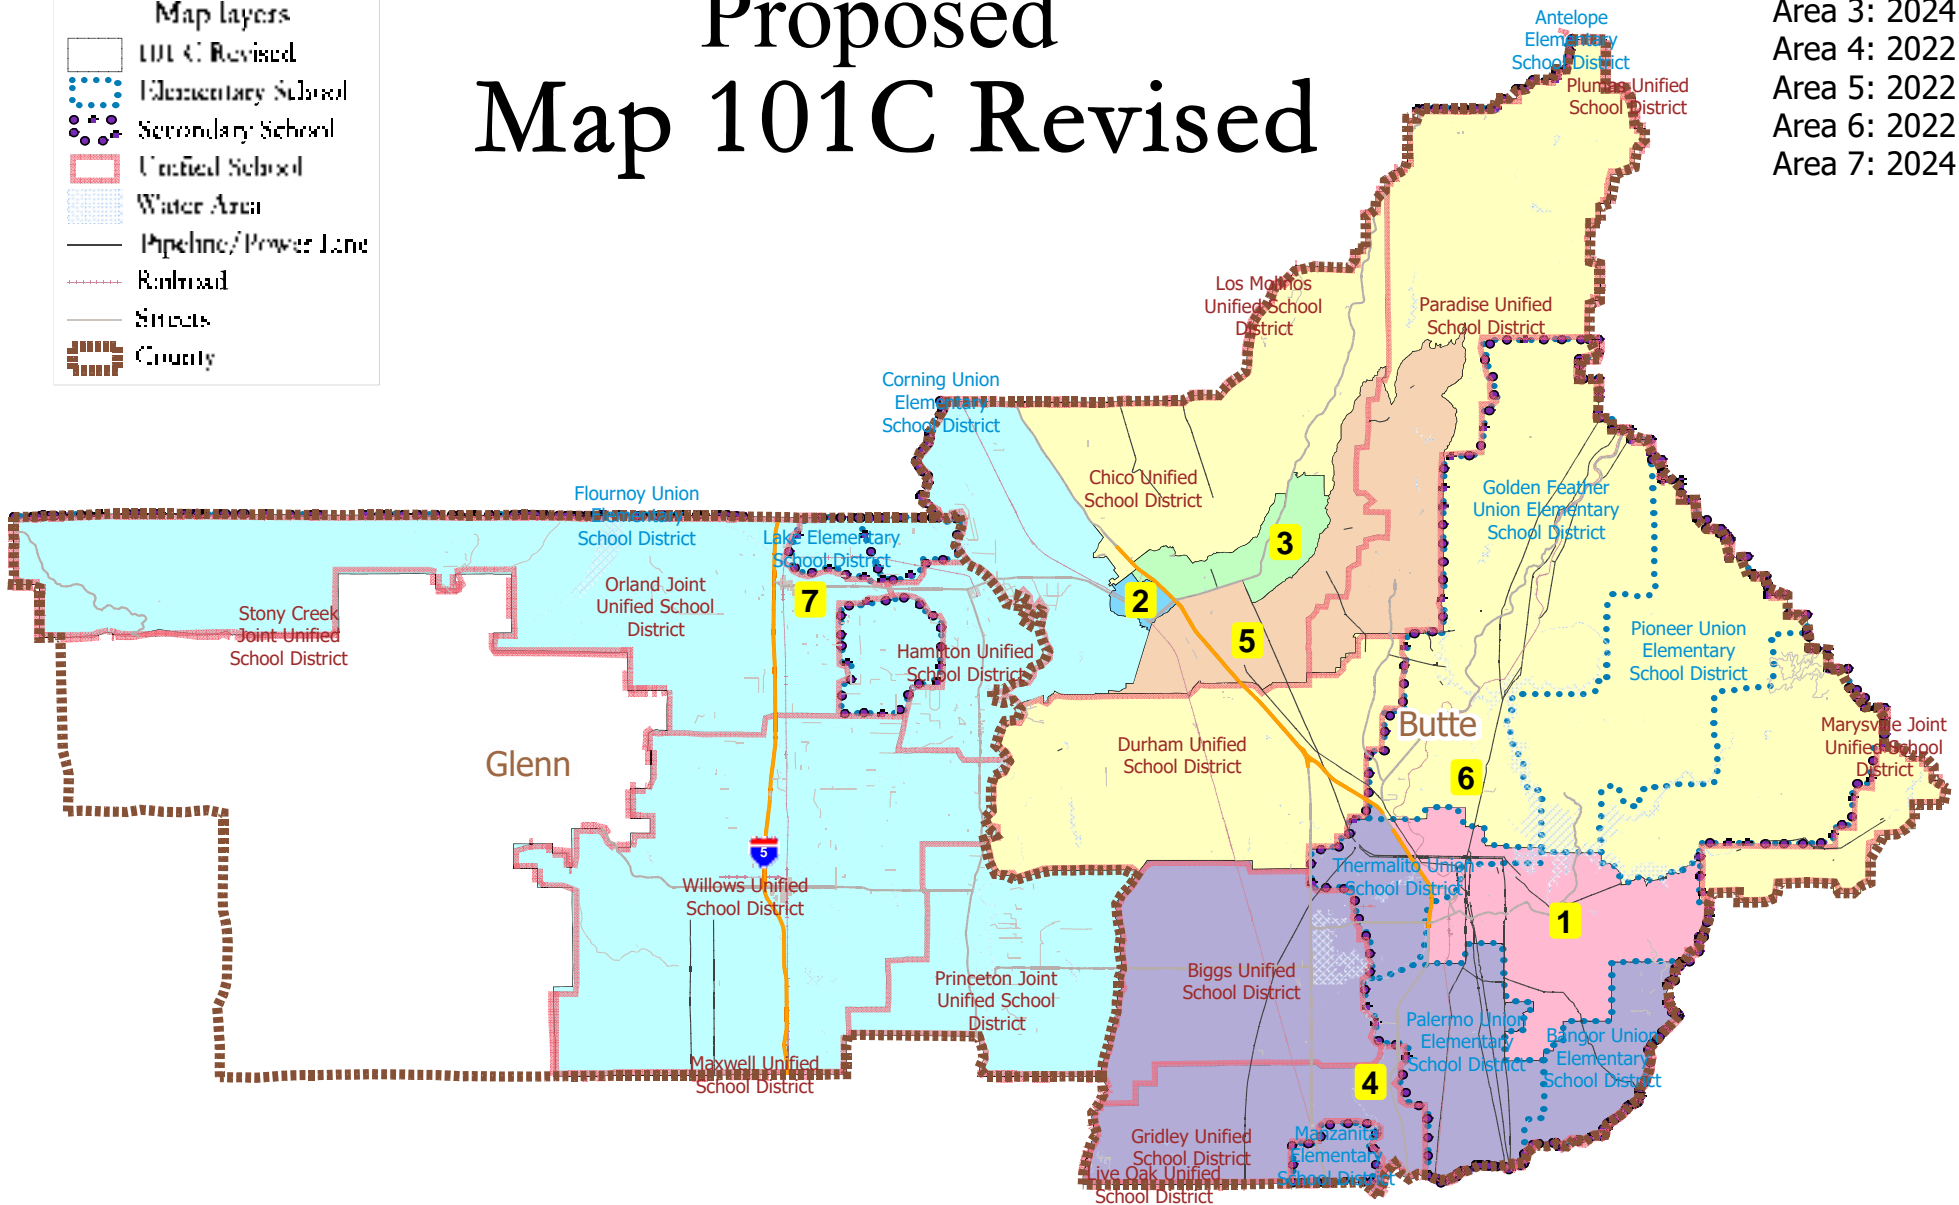 Map layers
101 C Revised
Elementary School
Secondary School
Unified School
Water Area
Pipeline/Power Line
Railroad
Streets
County
Proposed
Map 101C Revised
Area 3: 2024
Area 4: 2022
Area 5: 2022
Area 6: 2022
Area 7: 2024
Antelope
Elementary
School District
Plumas Unified
School District
Los Molinos
Unified School
District
Paradise Unified
School District
Corning Union
Elementary
School District
Chico Unified
School District
Golden Feather
Union Elementary
School District
Flournoy Union
Elementary
School District
Lake Elementary
School District
Orland Joint
Unified School
District
Stony Creek
Joint Unified
School District
7
2
3
5
Hamilton Unified
School District
Pioneer Union
Elementary
School District
Glenn
Butte
Durham Unified
School District
6
Marysville Joint
Unified School
District
5
Willows Unified
School District
Thermalito Union
School District
1
Princeton Joint
Unified School
District
Biggs Unified
School District
Palermo Union
Elementary
School District
Bangor Union
Elementary
School District
Maxwell Unified
School District
4
Gridley Unified
School District
Manzanita
Elementary
School District
Live Oak Unified
School District